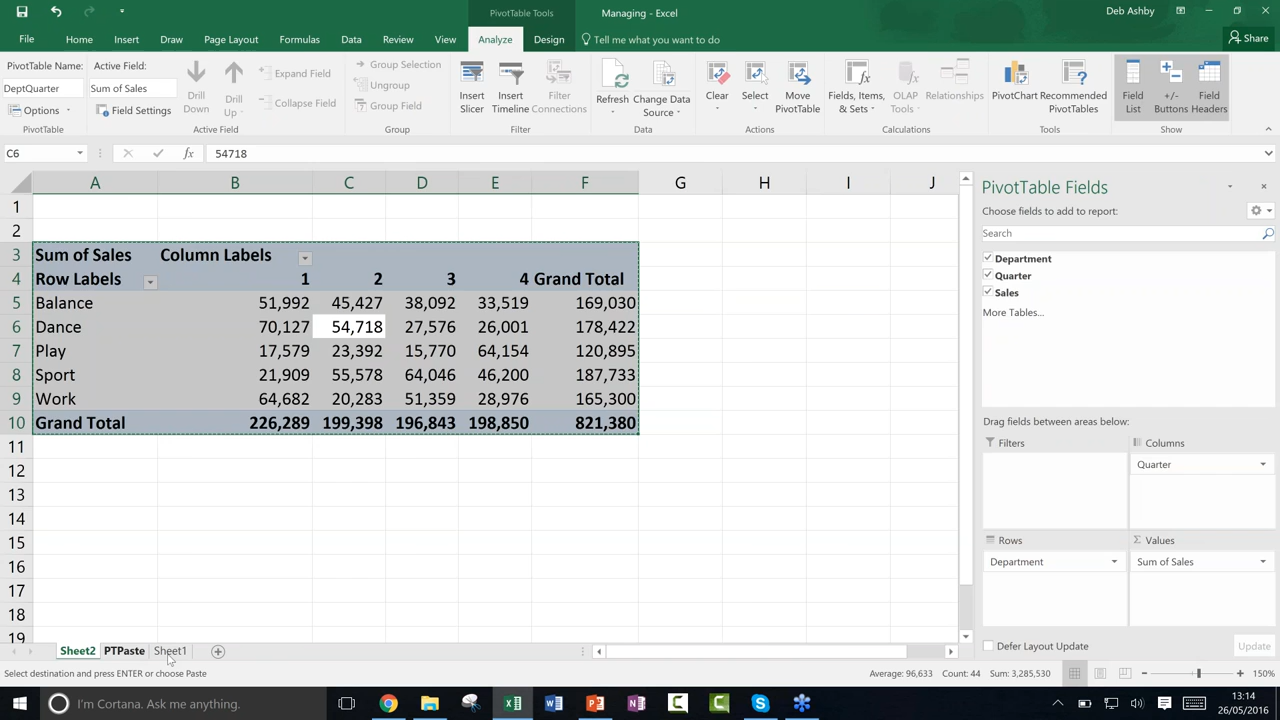 PivotTable Tools
Managing - Excel
Deb Ashby
File
Home
Insert
Draw
Page Layout
Formulas
Data
Review
View
Analyze
Design
Tell me what you want to do
Share
PivotTable Name:
DeptQuarter
Options
PivotTable
Active Field:
Sum of Sales
Field Settings
Drill Down
Drill Up
Expand Field
Collapse Field
Active Field
Group Selection
Ungroup
Group Field
Group
Insert Slicer
Insert Timeline
Filter Connections
Filter
Refresh
Change Data Source
Data
Clear
Select
Move PivotTable
Actions
Fields, Items, & Sets
OLAP Tools
Relationships
Calculations
PivotChart
Recommended PivotTables
Tools
Field List
+/- Buttons
Field Headers
Show
C6
fx
54718
A B C D E F G H I J
1
2
3 Sum of Sales Column Labels
4 Row Labels 1 2 3 4 Grand Total
5 Balance 51,992 45,427 38,092 33,519 169,030
6 Dance 70,127 54,718 27,576 26,001 178,422
7 Play 17,579 23,392 15,770 64,154 120,895
8 Sport 21,909 55,578 64,046 46,200 187,733
9 Work 64,682 20,283 51,359 28,976 165,300
10 Grand Total 226,289 199,398 196,843 198,850 821,380
11
12
13
14
15
16
17
18
19
PivotTable Fields
Choose fields to add to report:
Search
Department
Quarter
Sales
More Tables...
Drag fields between areas below:
Filters
Columns
Quarter
Rows
Department
Σ Values
Sum of Sales
Defer Layout Update
Update
Sheet2 PTPaste Sheet1
Select destination and press ENTER or choose Paste
Average: 96,633 Count: 44 Sum: 3,285,530
150%
I'm Cortana. Ask me anything.
13:14
26/05/2016